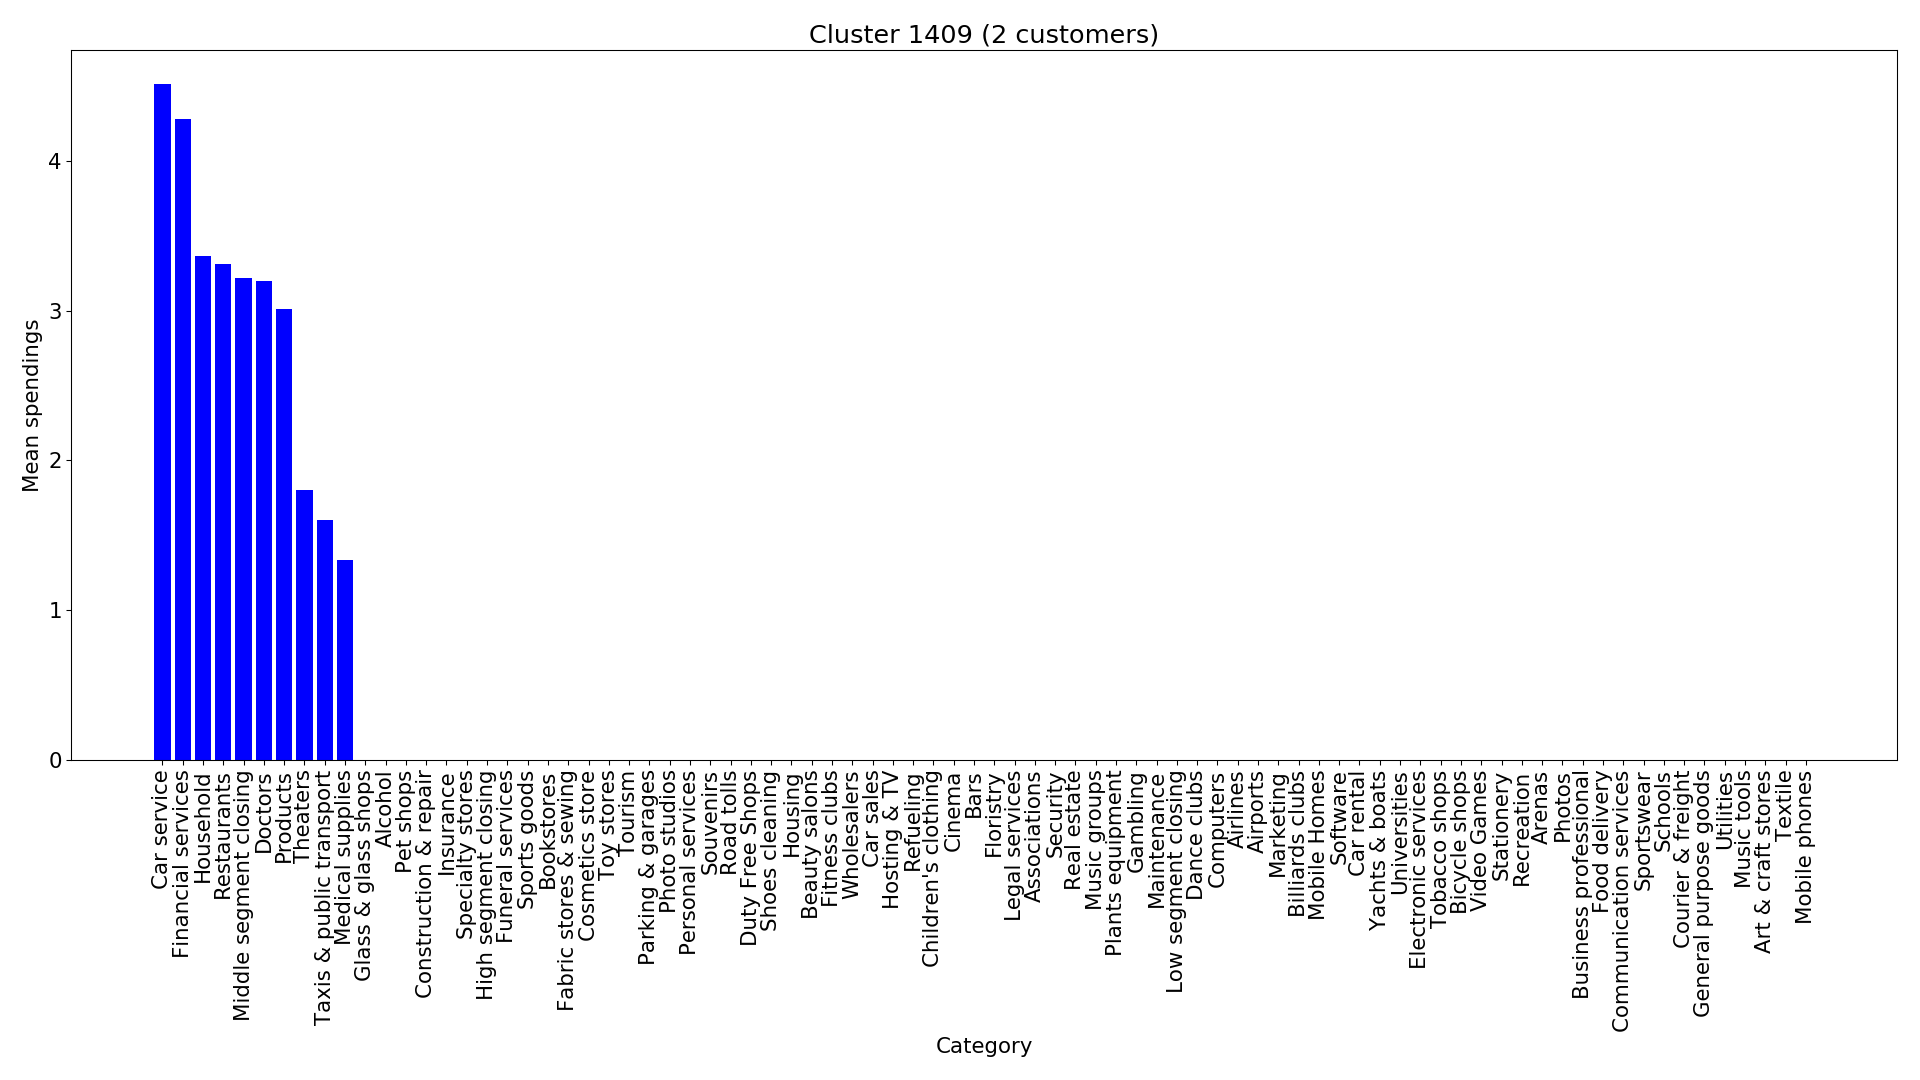 Cluster 1409 (2 customers)
Mean spendings
4
3
2
1
0
Car service
Financial services
Household
Restaurants
Middle segment closing
Doctors
Products
Theaters
Taxis & public transport
Medical supplies
Glass & glass shops
Alcohol
Pet shops
Construction & repair
Insurance
Specialty stores
High segment closing
Funeral services
Sports goods
Bookstores
Fabric stores & sewing
Cosmetics store
Toy stores
Tourism
Parking & garages
Photo studios
Personal services
Souvenirs
Road tolls
Duty Free Shops
Shoes cleaning
Housing
Beauty salons
Fitness clubs
Wholesalers
Car sales
Hosting & TV
Refueling
Children's clothing
Cinema
Bars
Floristry
Legal services
Associations
Security
Real estate
Music groups
Plants equipment
Gambling
Maintenance
Low segment closing
Dance clubs
Computers
Airlines
Airports
Marketing
Billiards clubs
Mobile Homes
Software
Car rental
Yachts & boats
Universities
Electronic services
Tobacco shops
Bicycle shops
Video Games
Stationery
Recreation
Arenas
Photos
Business professional
Food delivery
Communication services
Sportswear
Schools
Courier & freight
General purpose goods
Utilities
Music tools
Art & craft stores
Textile
Mobile phones
Category